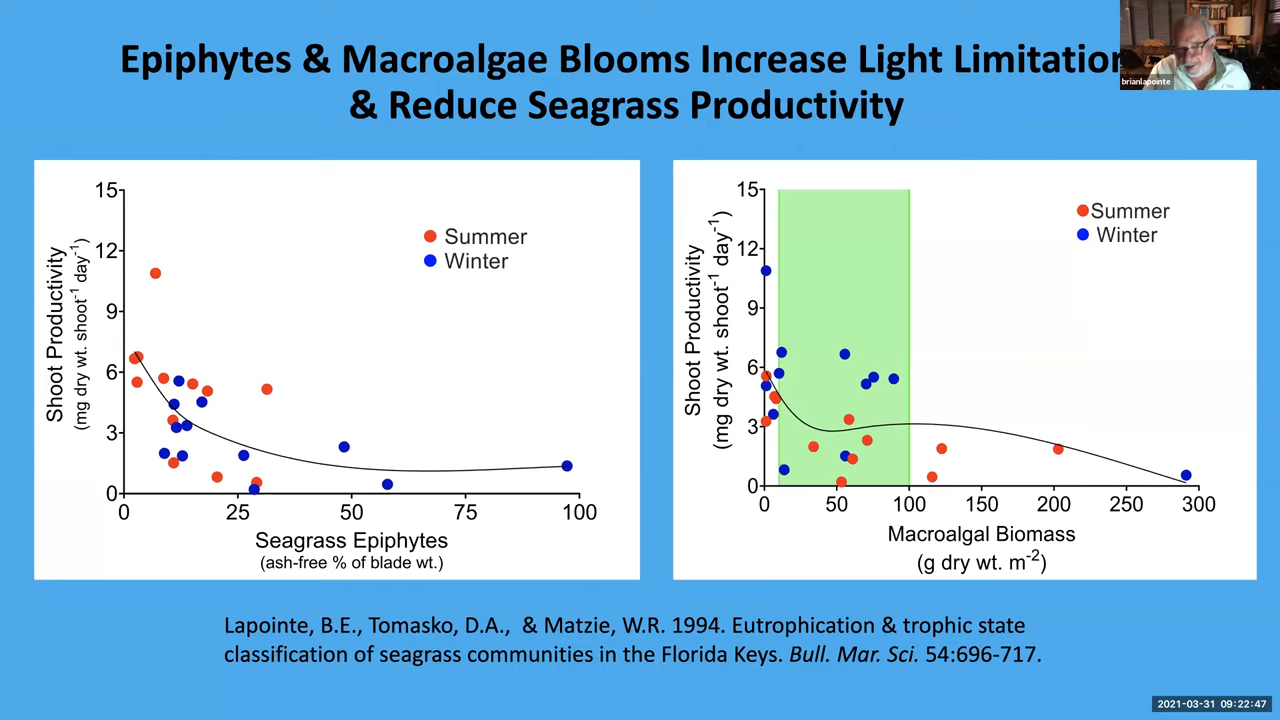 Epiphytes & Macroalgae Blooms Increase Light Limitation
& Reduce Seagrass Productivity
brianlapointe
15
12
9
6
3
0
Shoot Productivity
(mg dry wt. shoot-1 day-1)
Summer
Winter
0 25 50 75 100
Seagrass Epiphytes
(ash-free % of blade wt.)
15
12
9
6
3
0
Shoot Productivity
(mg dry wt. shoot-1 day-1)
Summer
Winter
0 50 100 150 200 250 300
Macroalgal Biomass
(g dry wt. m-2)
Lapointe, B.E., Tomasko, D.A., & Matzie, W.R. 1994. Eutrophication & trophic state
classification of seagrass communities in the Florida Keys. Bull. Mar. Sci. 54:696-717.
2021-03-31 09:22:47